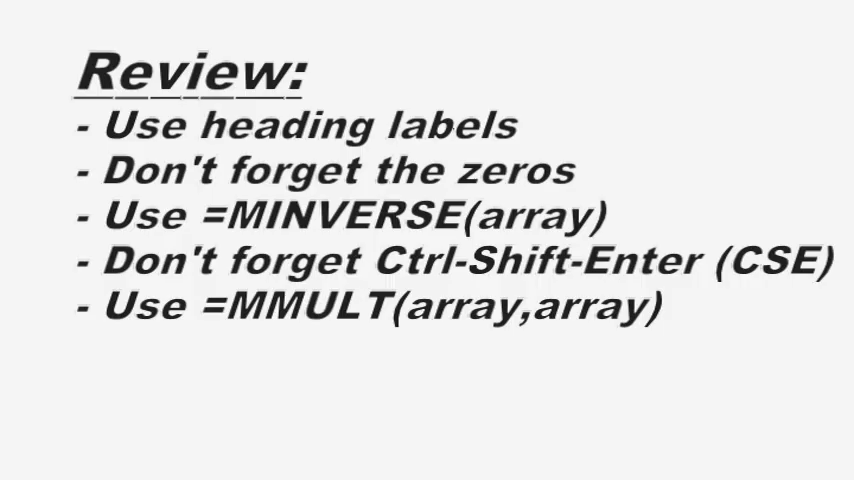 Review:
- Use heading labels
- Don't forget the zeros
- Use =MINVERSE(array)
- Don't forget Ctrl-Shift-Enter (CSE)
- Use =MMULT(array,array)